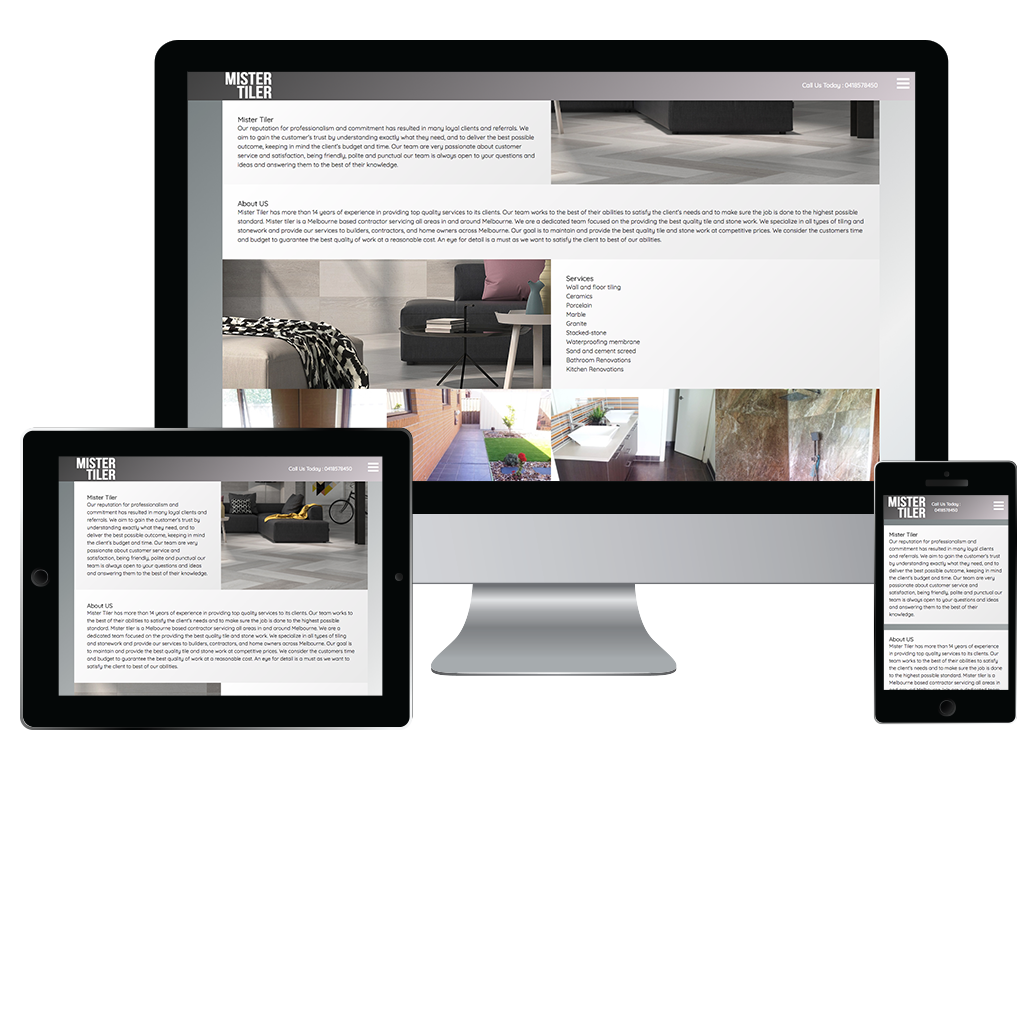 MISTER
TILER
Call Us Today : 0418578450
Mister Tiler
Our reputation for professionalism and commitment has resulted in many loyal clients and referrals. We
aim to gain the customer's trust by understanding exactly what they need, and to deliver the best possible
outcome, keeping in mind the client's budget and time. Our team are very passionate about customer
service and satisfaction, being friendly, polite and punctual our team is always open to your questions and
ideas and answering them to the best of their knowledge.
About US
Mister Tiler has more than 14 years of experience in providing top quality services to its clients. Our team works to the best of their abilities to satisfy the client's needs and to make sure the job is done to the highest possible
standard. Mister tiler is a Melbourne based contractor servicing all areas in and around Melbourne. We are a dedicated team focused on the providing the best quality tile and stone work. We specialize in all types of tiling and
stonework and provide our services to builders, contractors, and home owners across Melbourne. Our goal is to maintain and provide the best quality tile and stone work at competitive prices. We consider the customers time
and budget to guarantee the best quality of work at a reasonable cost. An eye for detail is a must as we want to satisfy the client to best of our abilities.
Services
Wall and floor tiling
Ceramics
Porcelain
Marble
Granite
Stacked-stone
Waterproofing membrane
Sand and cement screed
Bathroom Renovations
Kitchen Renovations
MISTER
TILER
Call Us Today : 0418578450
Mister Tiler
Our reputation for professionalism and
commitment has resulted in many loyal clients and
referrals. We aim to gain the customer's trust by
understanding exactly what they need, and to
deliver the best possible outcome, keeping in mind
the client's budget and time. Our team are very
passionate about customer service and
satisfaction, being friendly, polite and punctual our
team is always open to your questions and ideas
and answering them to the best of their knowledge.
About US
Mister Tiler has more than 14 years of experience in providing top quality services to its clients. Our team works to
the best of their abilities to satisfy the client's needs and to make sure the job is done to the highest possible
standard. Mister tiler is a Melbourne based contractor servicing all areas in and around Melbourne. We are a
dedicated team focused on the providing the best quality tile and stone work. We specialize in all types of tiling
and stonework and provide our services to builders, contractors, and home owners across Melbourne. Our goal is
to maintain and provide the best quality tile and stone work at competitive prices. We consider the customers time
and budget to guarantee the best quality of work at a reasonable cost. An eye for detail is a must as we want to
satisfy the client to best of our abilities.
MISTER
TILER
Call Us Today :
0418578450
Mister Tiler
Our reputation for professionalism and
commitment has resulted in many loyal clients
and referrals. We aim to gain the customer's trust
by understanding exactly what they need, and to
deliver the best possible outcome, keeping in mind
the client's budget and time. Our team are very
passionate about customer service and
satisfaction, being friendly, polite and punctual our
team is always open to your questions and ideas
and answering them to the best of their
knowledge.
About US
Mister Tiler has more than 14 years of experience
in providing top quality services to its clients. Our
team works to the best of their abilities to satisfy
the client's needs and to make sure the job is done
to the highest possible standard. Mister tiler is a
Melbourne based contractor servicing all areas in
and around Melbourne. We are a dedicated team